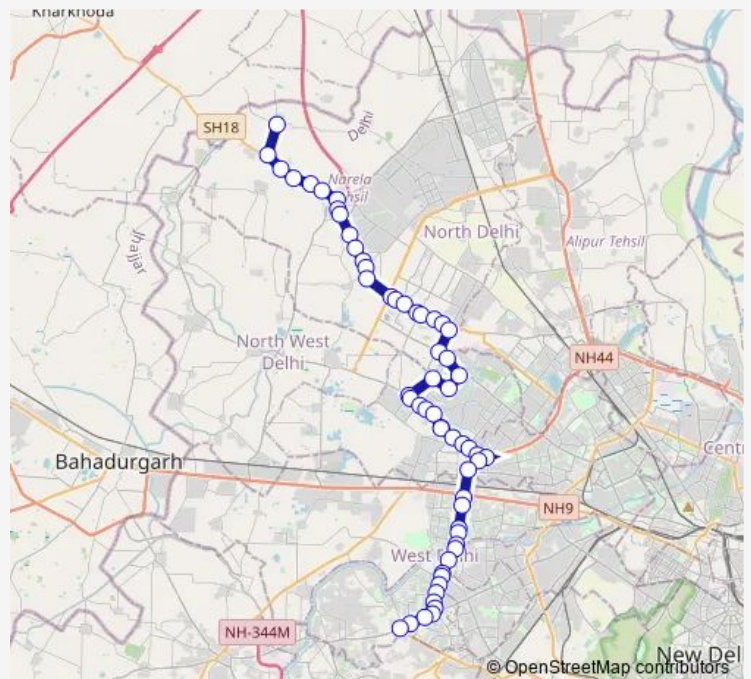 Kharkhoda
SH18
Delhi
Narela
Tehsil
Jhajjar
North Delhi
Alipur Tehsil
North West
Delhi
NH44
Bahadurgarh
NH9
West Delhi
NH-344M
New Del
© OpenStreetMap contributors